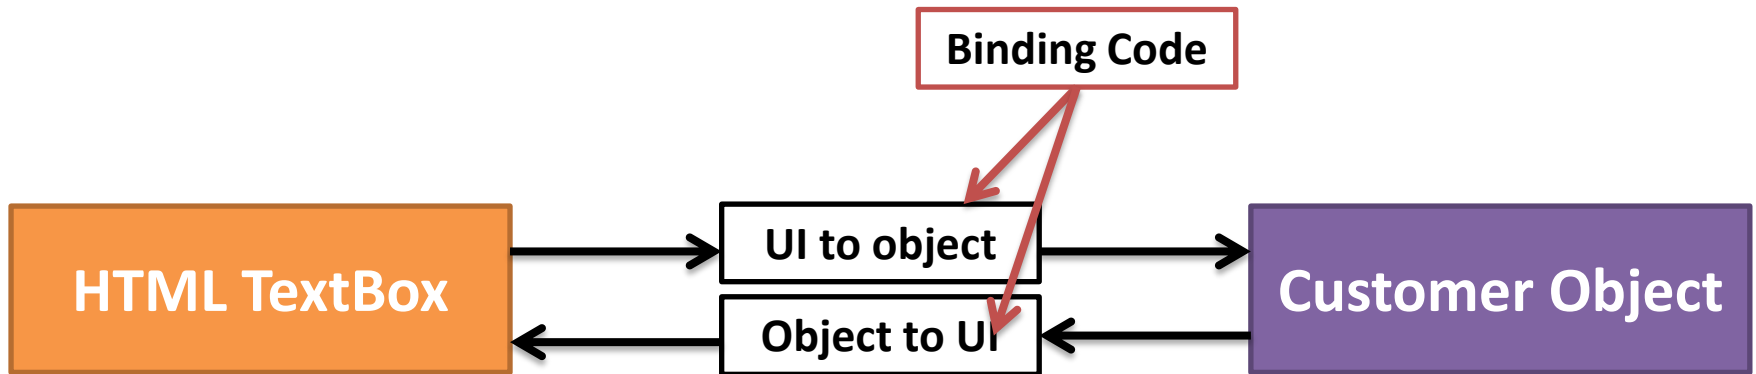 Binding Code
HTML TextBox
UI to object
Object to UI
Customer Object